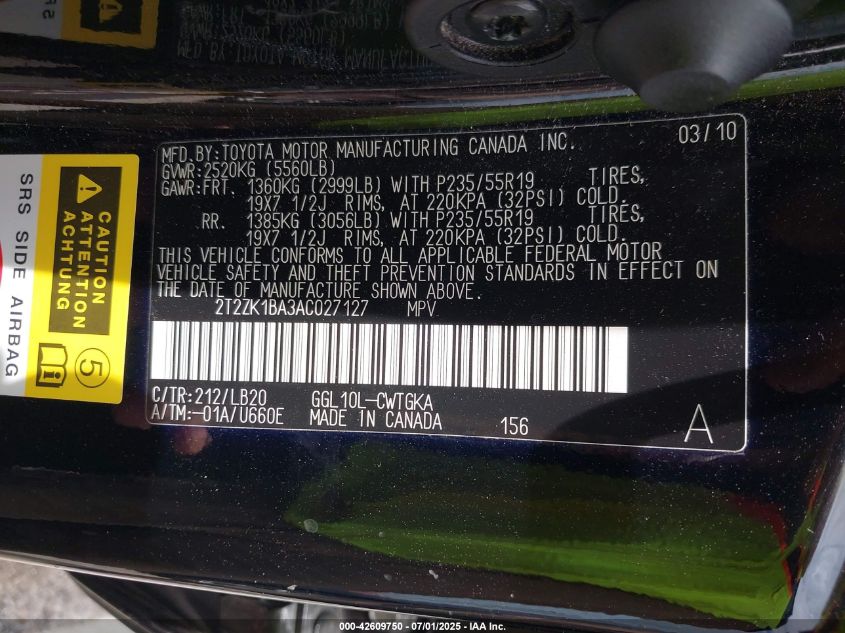 MFD.BY:TOYOTA MOTOR MANUFACTURING CANADA INC. 03/10
GVWR:2520KG (5560LB)
GAWR:FRT. 1360KG (2999LB) WITH P235/55R19 TIRES,
19X7 1/2J RIMS, AT 220KPA (32PSI) COLD.
RR. 1385KG (3056LB) WITH P235/55R19 TIRES,
19X7 1/2J RIMS, AT 220KPA (32PSI) COLD.
THIS VEHICLE CONFORMS TO ALL APPLICABLE FEDERAL MOTOR
VEHICLE SAFETY AND THEFT PREVENTION STANDARDS IN EFFECT ON
THE DATE OF MANUFACTURE SHOWN ABOVE.
2T2ZK1BA3AC027127 MPV
C/TR:212/LB20 GGL10L-CWTGKA
A/TM:-01A/U660E MADE IN CANADA 156 A
SRS SIDE AIRBAG
CAUTION
ATTENTION
ACHTUNG
5
000-42609750 - 07/01/2025 - IAA Inc.